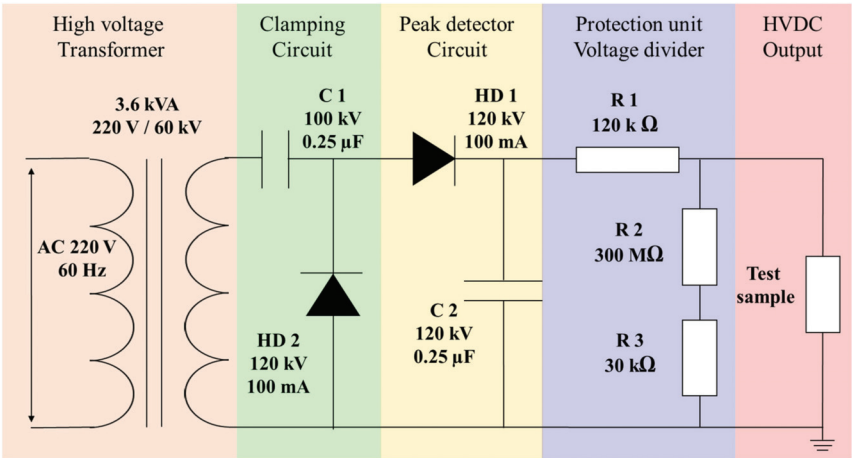 High voltage
Transformer
Clamping
Circuit
Peak detector
Circuit
Protection unit
Voltage divider
HVDC
Output
3.6 kVA
220 V / 60 kV
C 1
100 kV
0.25 µF
HD 1
120 kV
100 mA
R 1
120 k Ω
AC 220 V
60 Hz
R 2
300 MΩ
Test
sample
HD 2
120 kV
100 mA
C 2
120 kV
0.25 µF
R 3
30 kΩ